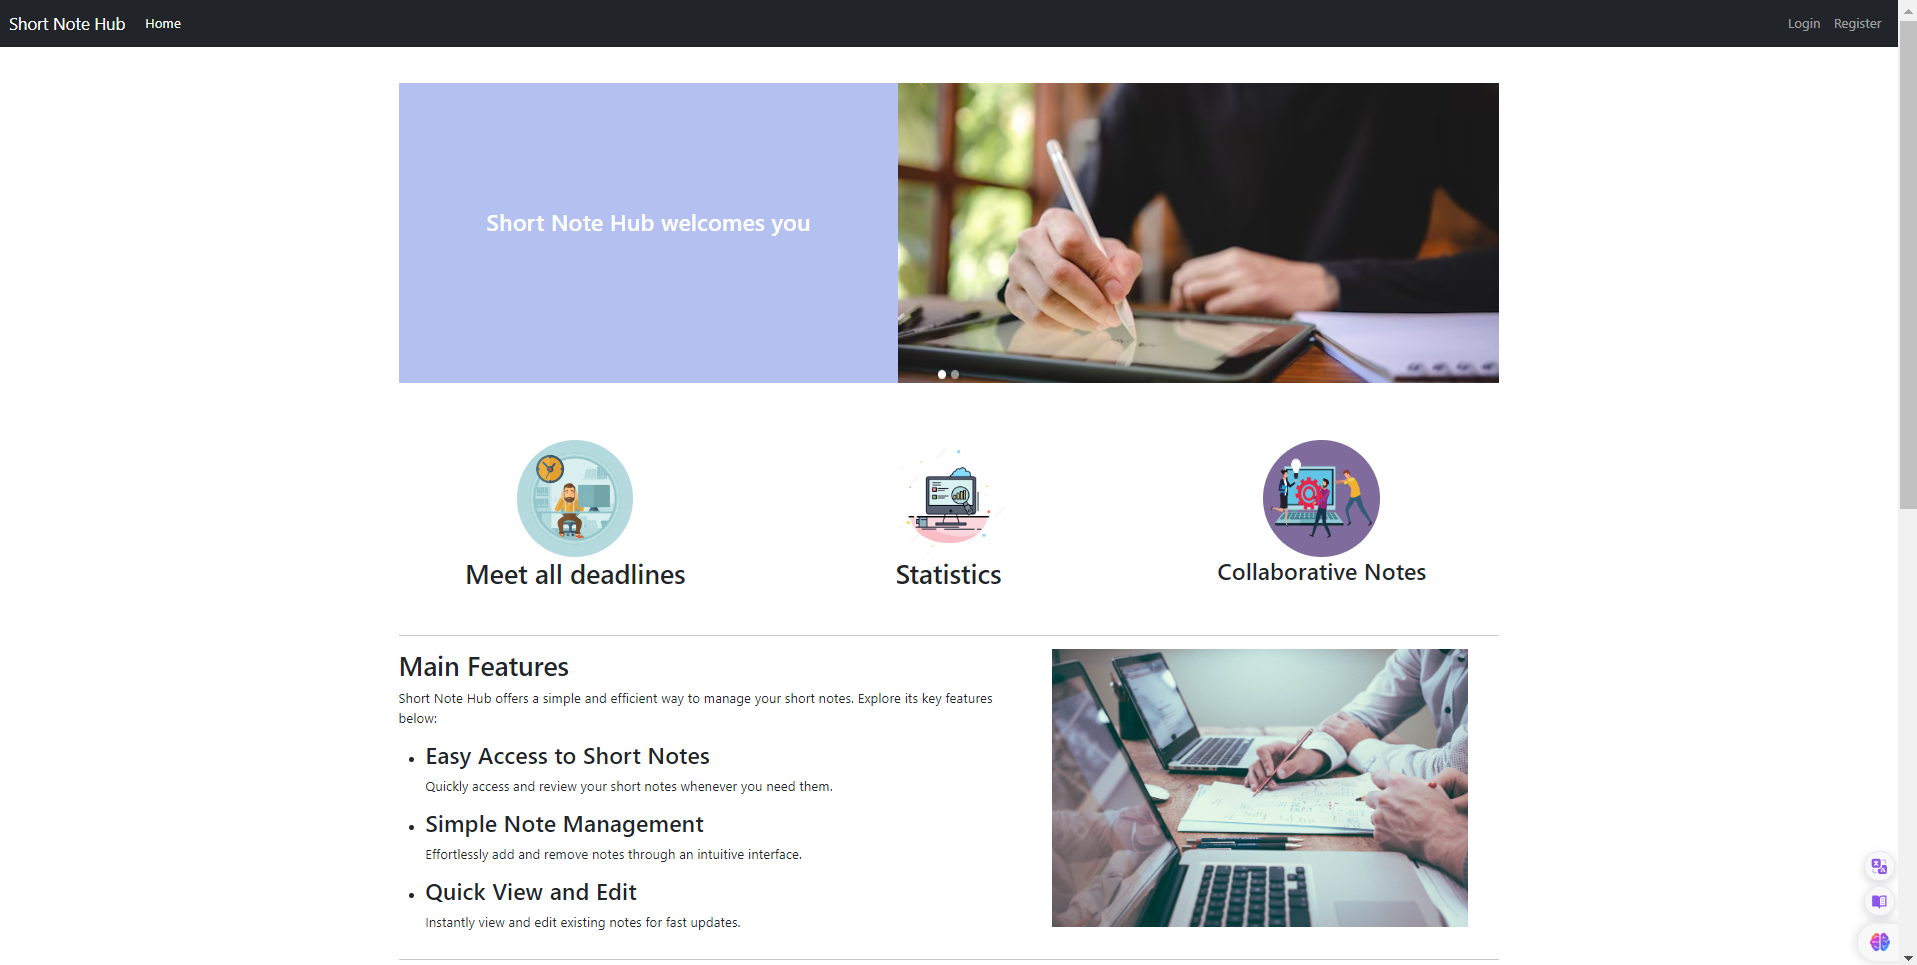 Short Note Hub
Home
Login
Register
Short Note Hub welcomes you
Meet all deadlines
Statistics
Collaborative Notes
Main Features
Short Note Hub offers a simple and efficient way to manage your short notes. Explore its key features
below:
Easy Access to Short Notes
Quickly access and review your short notes whenever you need them.
Simple Note Management
Effortlessly add and remove notes through an intuitive interface.
Quick View and Edit
Instantly view and edit existing notes for fast updates.